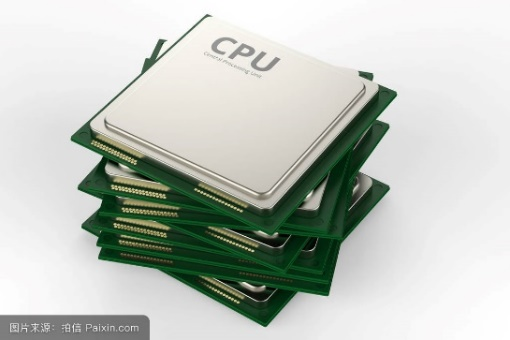 CPU
Central Processing Unit
图片来源：拍信 Paixin.com